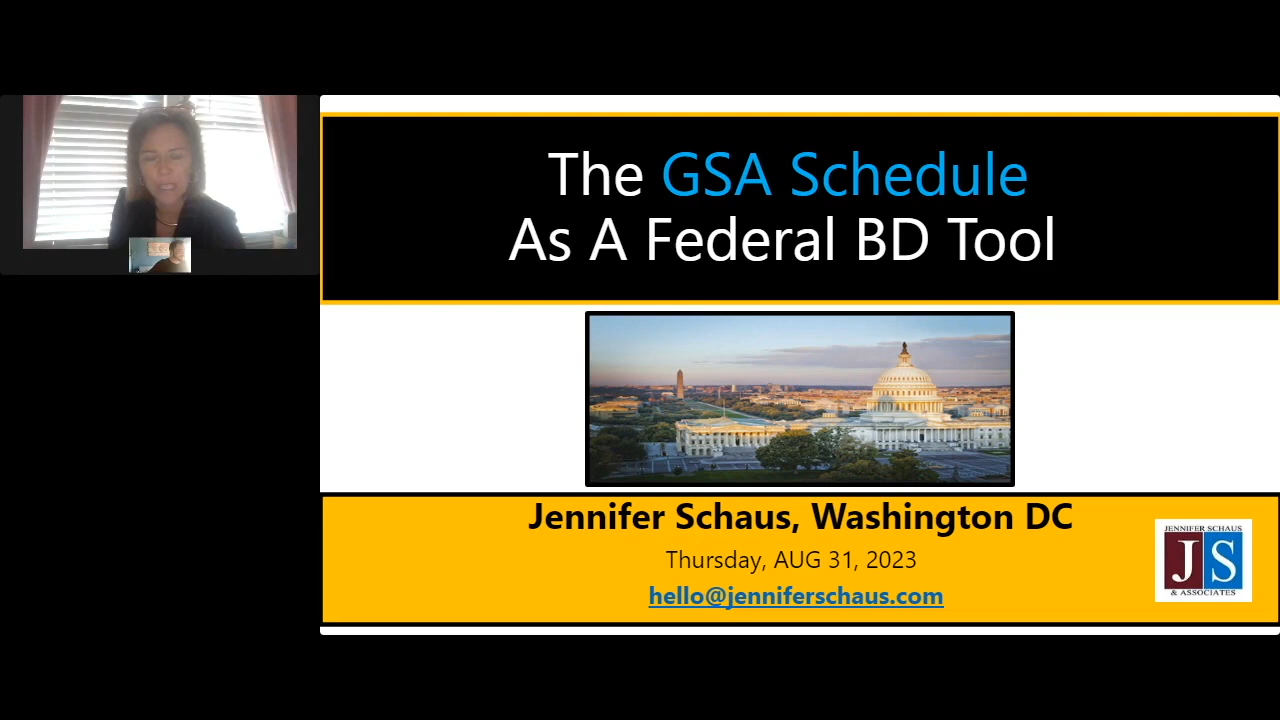 The GSA Schedule
As A Federal BD Tool
Jennifer Schaus, Washington DC
Thursday, AUG 31, 2023
hello@jenniferschaus.com
JENNIFER SCHAUS
JS
& ASSOCIATES